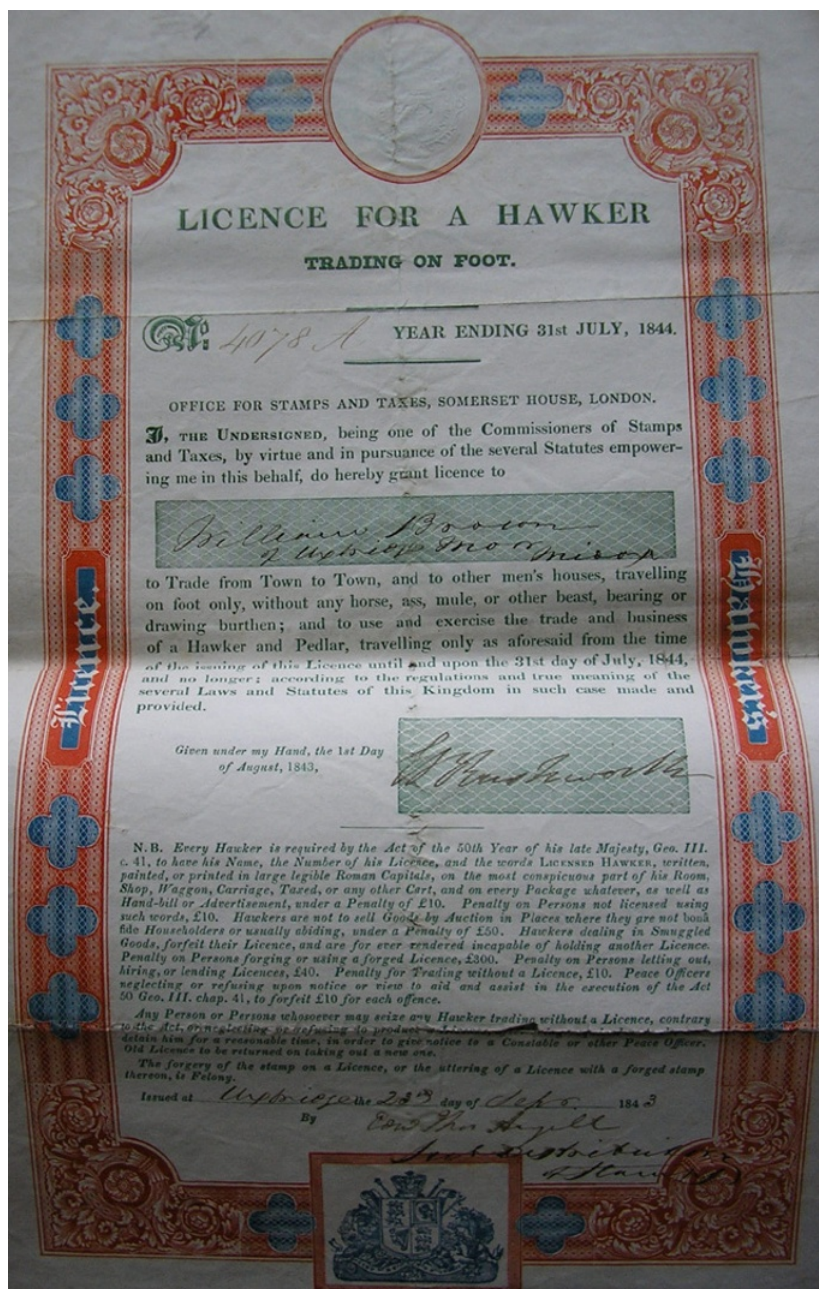 LICENCE FOR A HAWKER
TRADING ON FOOT.
No. 4078 A YEAR ENDING 31st JULY, 1844.
OFFICE FOR STAMPS AND TAXES, SOMERSET HOUSE, LONDON.
I, THE UNDERSIGNED, being one of the Commissioners of Stamps
and Taxes, by virtue and in pursuance of the several Statutes empower-
ing me in this behalf, do hereby grant licence to
William Brown
of Uxbridge Moor
to Trade from Town to Town, and to other men's houses, travelling
on foot only, without any horse, ass, mule, or other beast, bearing or
drawing burthen; and to use and exercise the trade and business
of a Hawker and Pedlar, travelling only as aforesaid from the time
of the issuing of this Licence until and upon the 31st day of July, 1844,
and no longer; according to the regulations and true meaning of the
several Laws and Statutes of this Kingdom in such case made and
provided.
Licence.
Hawker's
Given under my Hand, the 1st Day
of August, 1843,
Rushworth
N.B. Every Hawker is required by the Act of the 50th Year of his late Majesty, Geo. III.
c. 41, to have his Name, the Number of his Licence, and the words LICENSED HAWKER, written,
painted, or printed in large legible Roman Capitals, on the most conspicuous part of his Room,
Shop, Waggon, Carriage, Taxed, or any other Cart, and on every Package whatever, as well as
Hand-bill or Advertisement, under a Penalty of £10. Penalty on Persons not licensed using
such words, £10. Hawkers are not to sell Goods by Auction in Places where they are not bonâ
fide Householders or usually abiding, under a Penalty of £50. Hawkers dealing in Smuggled
Goods, forfeit their Licence, and are for ever rendered incapable of holding another Licence.
Penalty on Persons forging or using a forged Licence, £300. Penalty on Persons letting out,
hiring, or lending Licences, £40. Penalty for Trading without a Licence, £10. Peace Officers
neglecting or refusing upon notice or view to aid and assist in the execution of the Act
50 Geo. III. chap. 41, to forfeit £10 for each offence.
Any Person or Persons whosoever may seize any Hawker trading without a Licence, contrary
to the Act, or neglecting or refusing to produce a Licence
detain him for a reasonable time, in order to give notice to a Constable or other Peace Officer.
Old Licence to be returned on taking out a new one.
The forgery of the stamp on a Licence, or the uttering of a Licence with a forged stamp
thereon, is Felony.
Issued at Uxbridge the 23 day of Sepr 1843
By Edw Thos
Sub Distributor
of Stamps